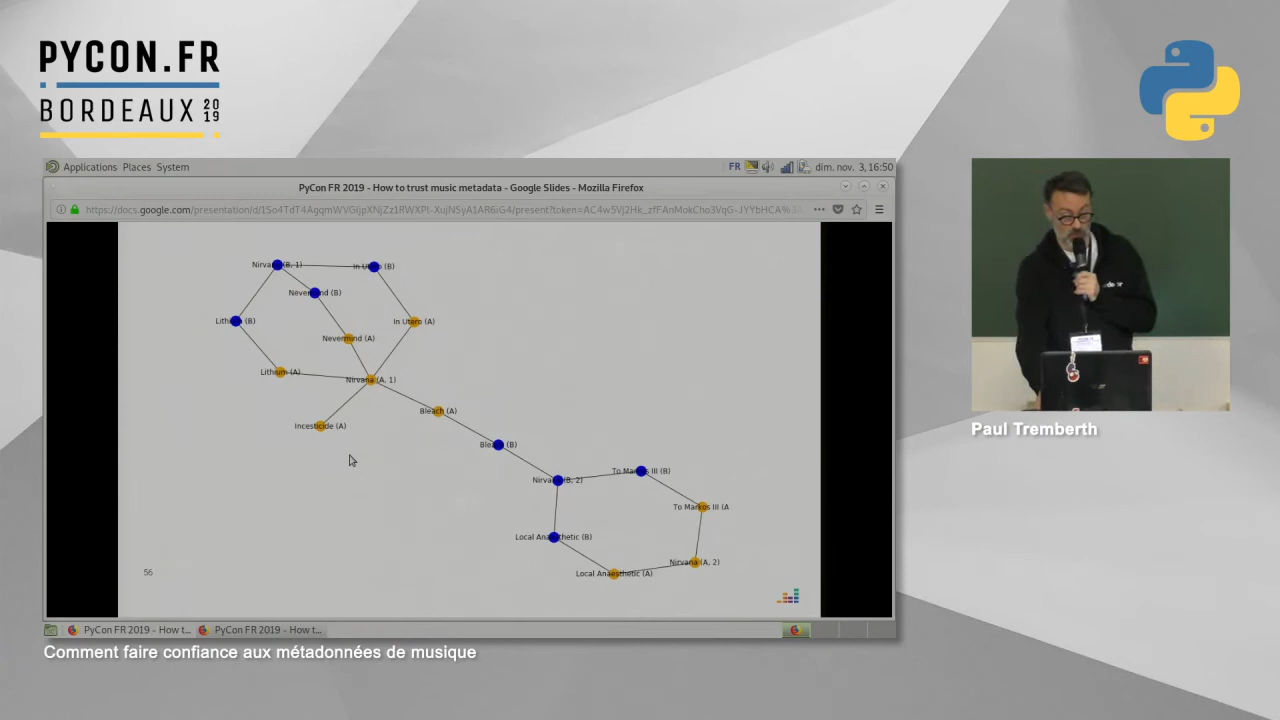 PYCON.FR
BORDEAUX 2019
Applications Places System
FR
dim. nov. 3, 16:50
PyCon FR 2019 - How to trust music metadata - Google Slides - Mozilla Firefox
Nirvana (B, 1)
In Utero (B)
Nevermind (B)
Lithium (B)
In Utero (A)
Nevermind (A)
Lithium (A)
Nirvana (A, 1)
Bleach (A)
Incesticide (A)
Bleach (B)
To Markos III (B)
Nirvana (B, 2)
To Markos III (A
Local Anaesthetic (B)
Nirvana (A, 2)
Local Anaesthetic (A)
56
PyCon FR 2019 - How t...
PyCon FR 2019 - How t...
Comment faire confiance aux métadonnées de musique
Paul Tremberth